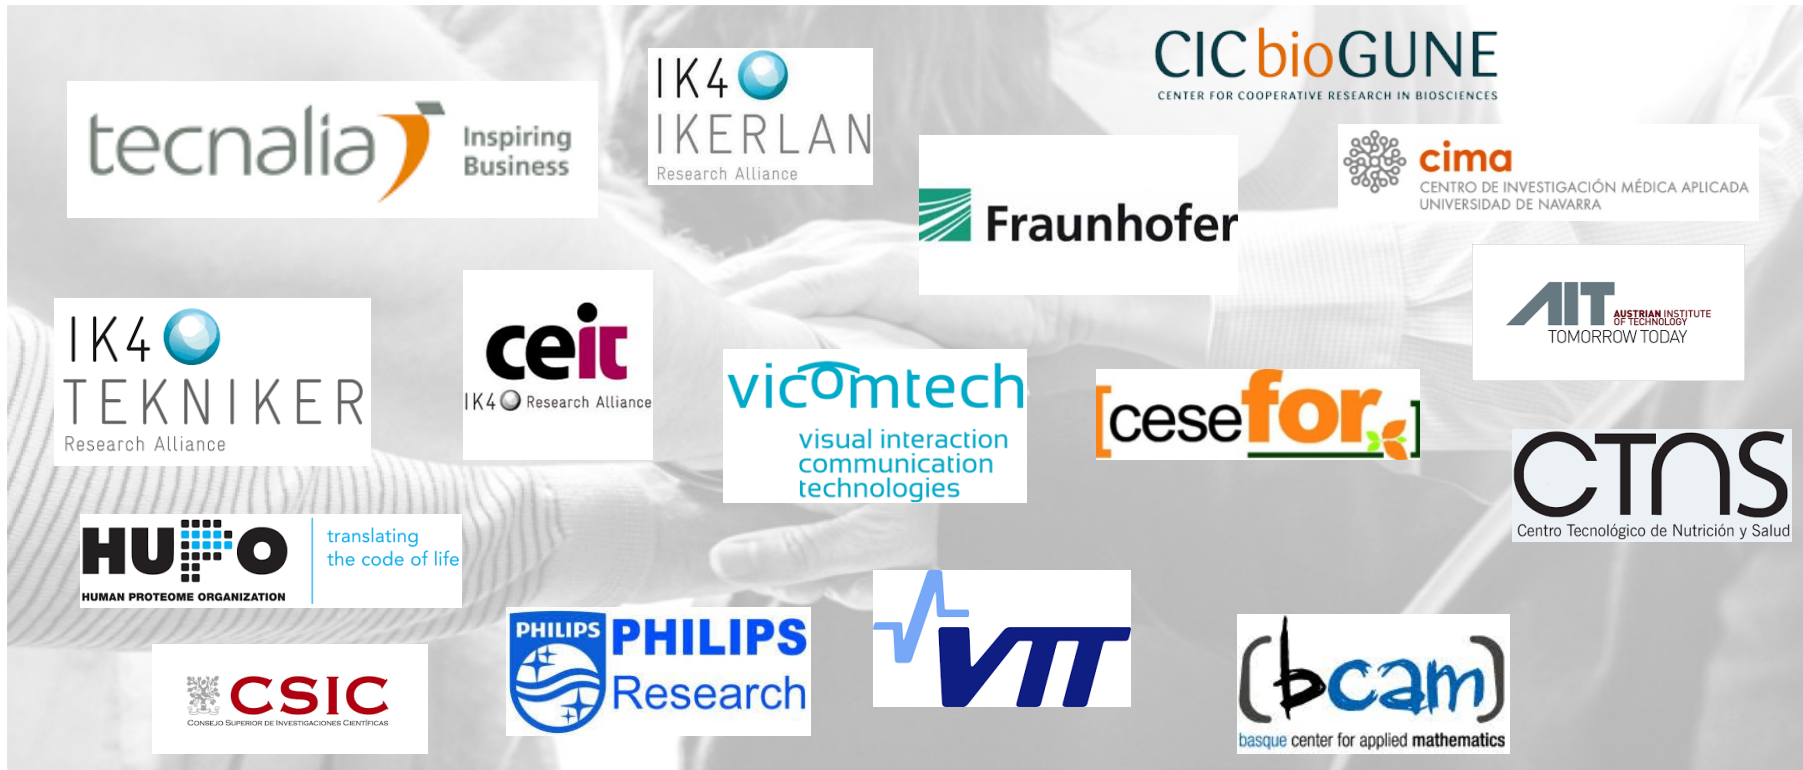 CIC bioGUNE
CENTER FOR COOPERATIVE RESEARCH IN BIOSCIENCES
tecnalia Inspiring
Business
IK4
IKERLAN
Research Alliance
Fraunhofer
cima
CENTRO DE INVESTIGACIÓN MÉDICA APLICADA
UNIVERSIDAD DE NAVARRA
AIT AUSTRIAN INSTITUTE
OF TECHNOLOGY
TOMORROW TODAY
IK4
TEKNIKER
Research Alliance
ceit
IK4 Research Alliance
vicomtech
visual interaction
communication
technologies
[cesefor]
CTNS
Centro Tecnológico de Nutrición y Salud
HUPO
HUMAN PROTEOME ORGANIZATION
translating
the code of life
PHILIPS
PHILIPS
Research
VTT
(bcam)
basque center for applied mathematics
CSIC
CONSEJO SUPERIOR DE INVESTIGACIONES CIENTÍFICAS